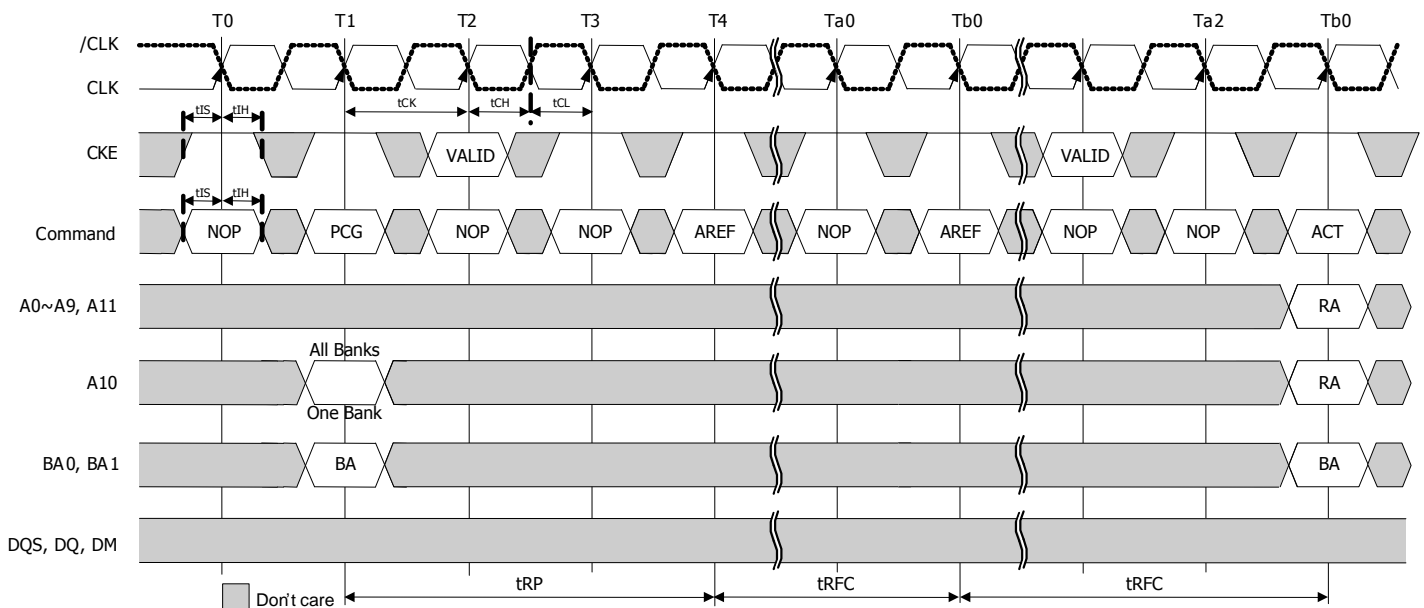 T0 T1 T2 T3 T4 Ta0 Tb0 Ta2 Tb0
/CLK
CLK
tCK tCH tCL
tIS tIH
CKE VALID VALID
tIS tIH
Command NOP PCG NOP NOP AREF NOP AREF NOP NOP ACT
A0~A9, A11 RA
All Banks
A10 RA
One Bank
BA0, BA1 BA BA
DQS, DQ, DM
tRP tRFC tRFC
Don't care